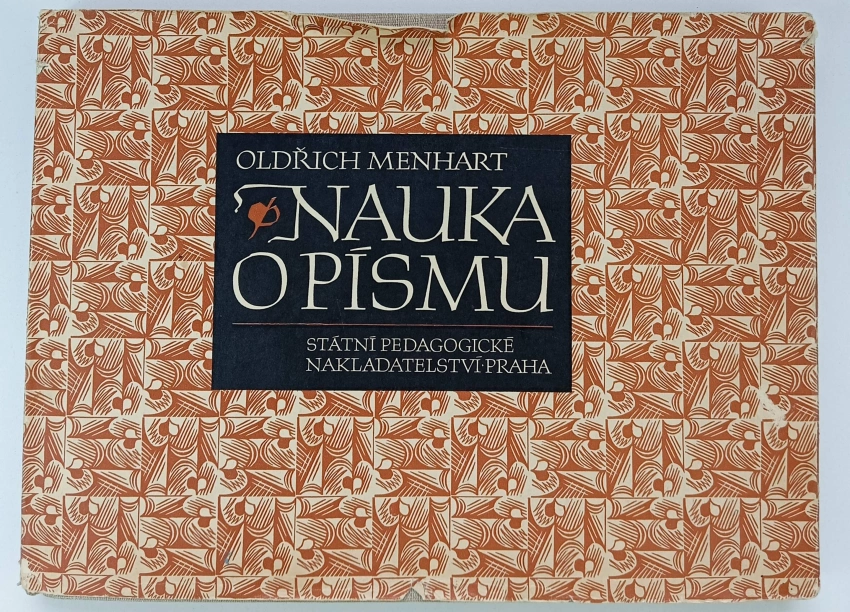 OLDŘICH MENHART
NAUKA
O PÍSMU
STÁTNÍ PEDAGOGICKÉ
NAKLADATELSTVÍ·PRAHA